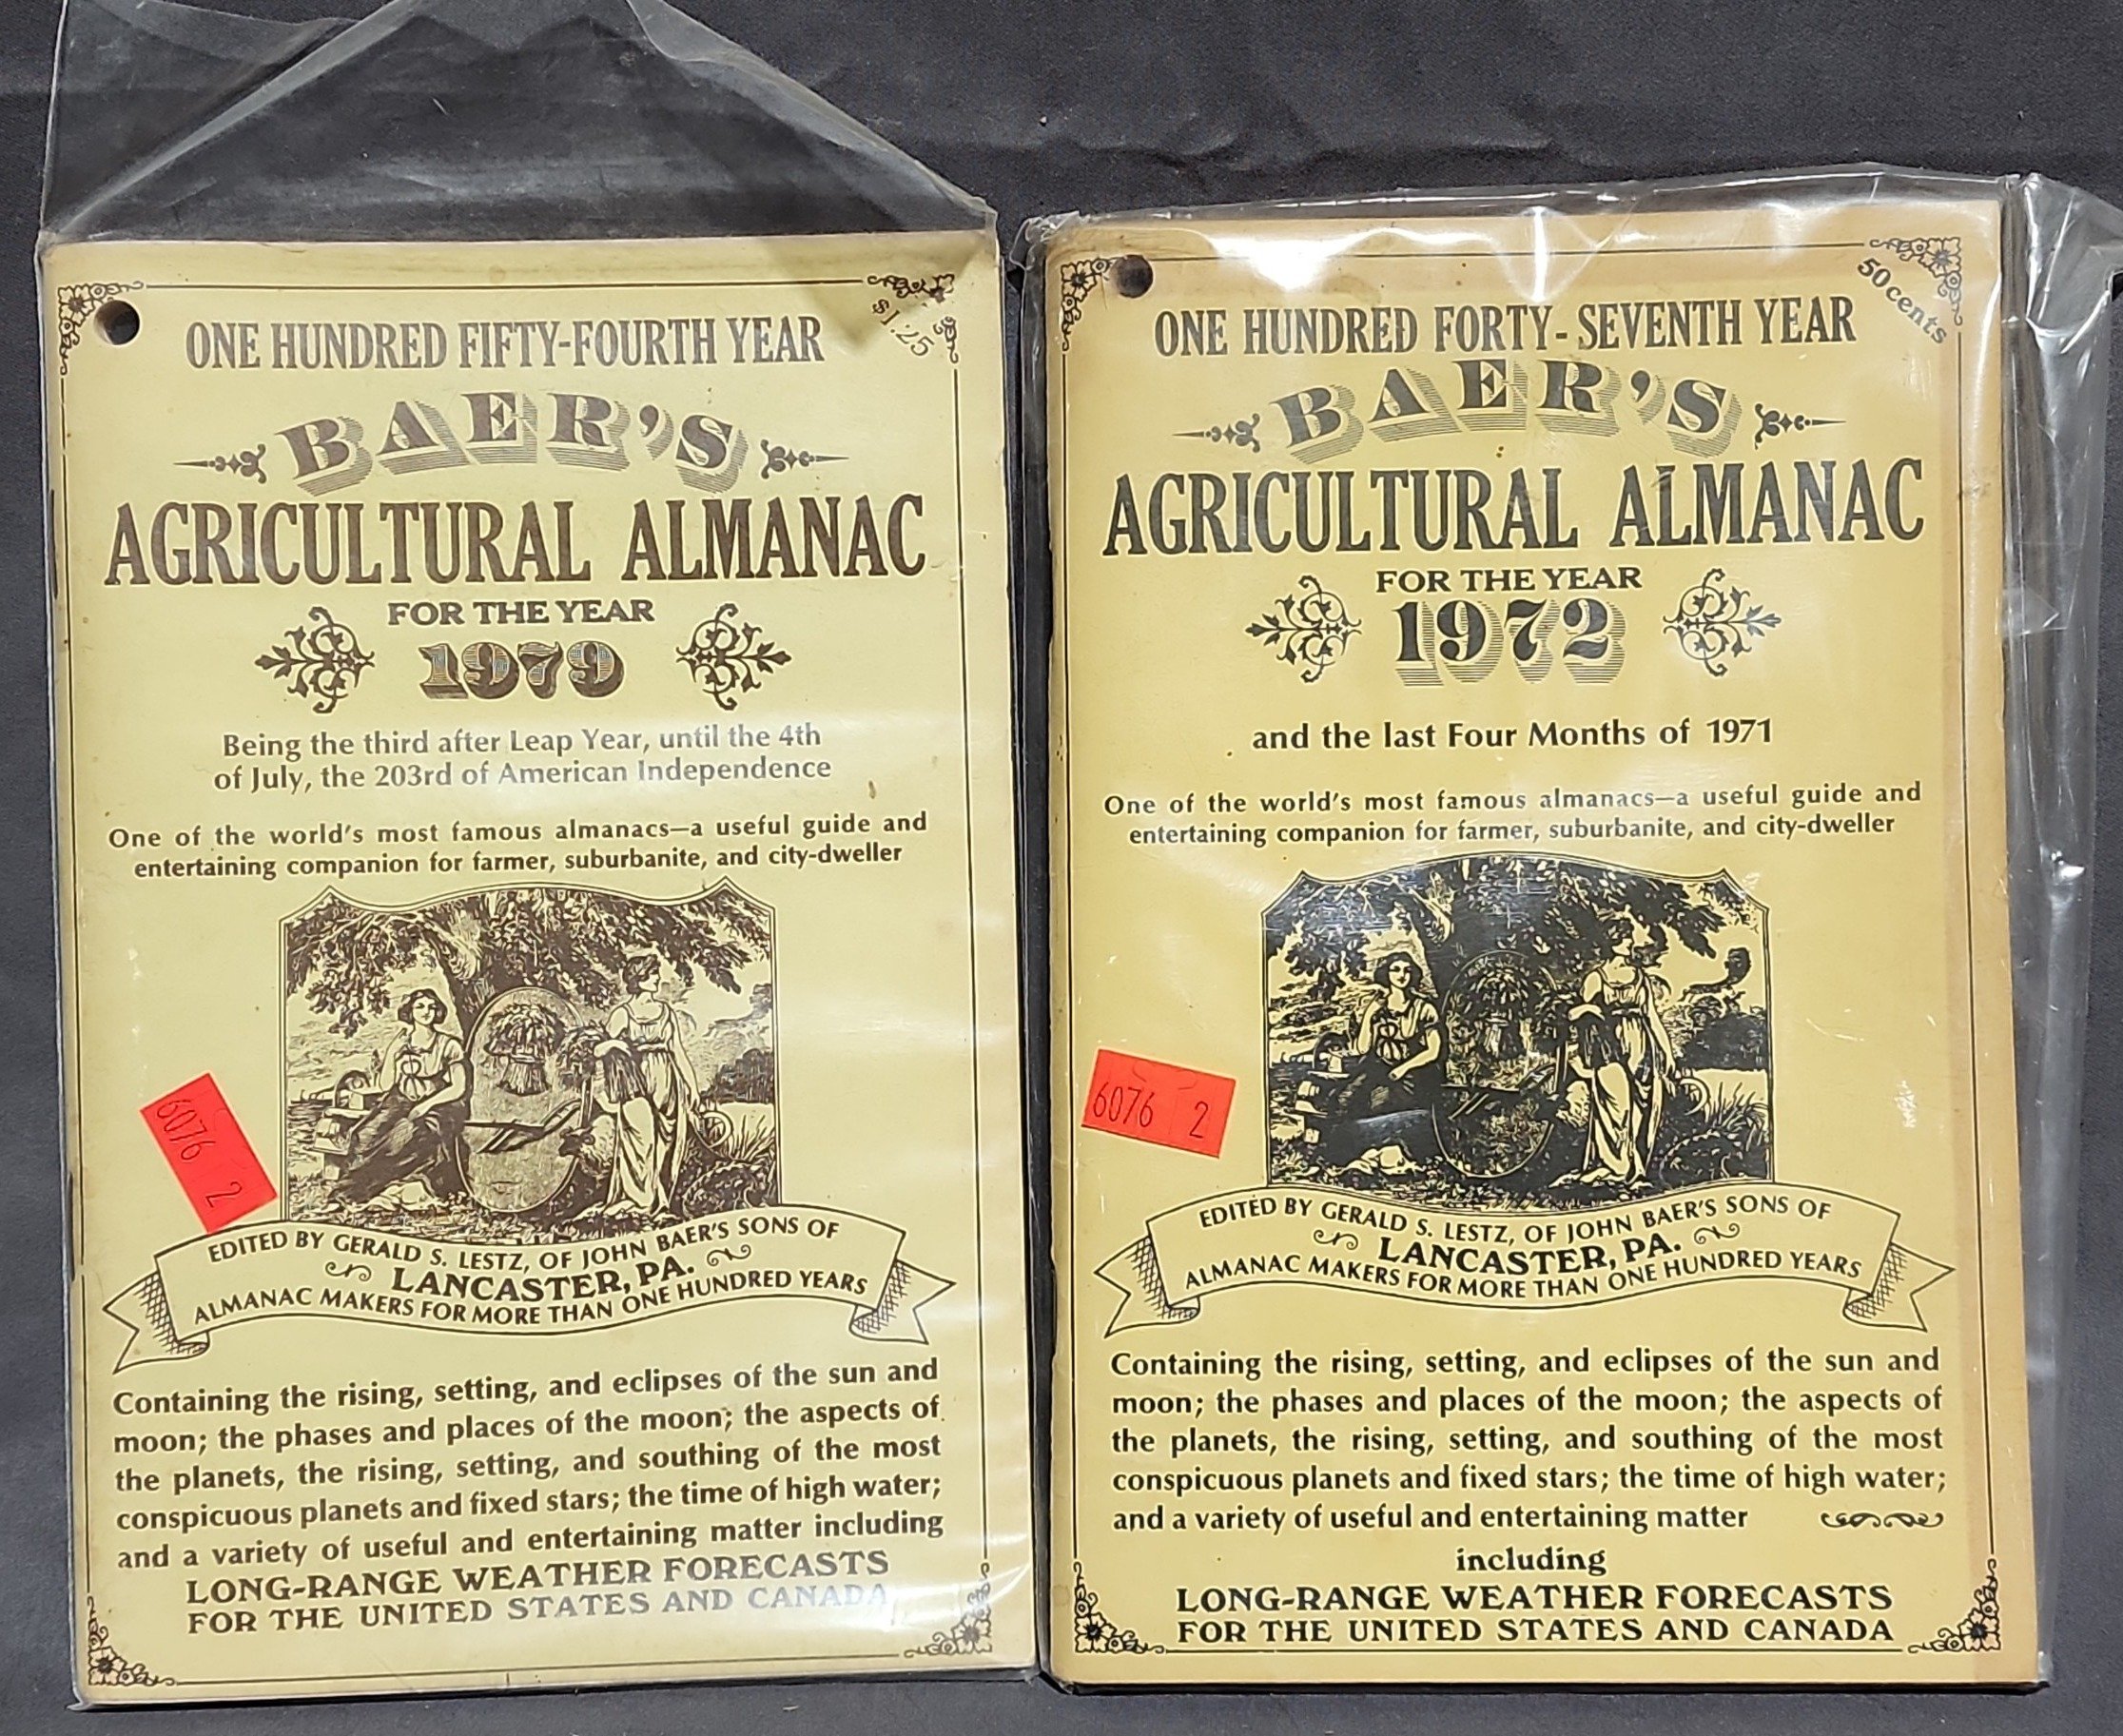 ONE HUNDRED FIFTY-FOURTH YEAR
$1.25
BAER'S
AGRICULTURAL ALMANAC
FOR THE YEAR
1979
Being the third after Leap Year, until the 4th
of July, the 203rd of American Independence
One of the world's most famous almanacs—a useful guide and
entertaining companion for farmer, suburbanite, and city-dweller
6076 2
EDITED BY GERALD S. LESTZ, OF JOHN BAER'S SONS OF
LANCASTER, PA.
ALMANAC MAKERS FOR MORE THAN ONE HUNDRED YEARS
Containing the rising, setting, and eclipses of the sun and
moon; the phases and places of the moon; the aspects of
the planets, the rising, setting, and southing of the most
conspicuous planets and fixed stars; the time of high water;
and a variety of useful and entertaining matter including
LONG-RANGE WEATHER FORECASTS
FOR THE UNITED STATES AND CANADA
50 cents
ONE HUNDRED FORTY-SEVENTH YEAR
BAER'S
AGRICULTURAL ALMANAC
FOR THE YEAR
1972
and the last Four Months of 1971
One of the world's most famous almanacs—a useful guide and
entertaining companion for farmer, suburbanite, and city-dweller
6076 2
EDITED BY GERALD S. LESTZ, OF JOHN BAER'S SONS OF
LANCASTER, PA.
ALMANAC MAKERS FOR MORE THAN ONE HUNDRED YEARS
Containing the rising, setting, and eclipses of the sun and
moon; the phases and places of the moon; the aspects of
the planets, the rising, setting, and southing of the most
conspicuous planets and fixed stars; the time of high water;
and a variety of useful and entertaining matter
including
LONG-RANGE WEATHER FORECASTS
FOR THE UNITED STATES AND CANADA